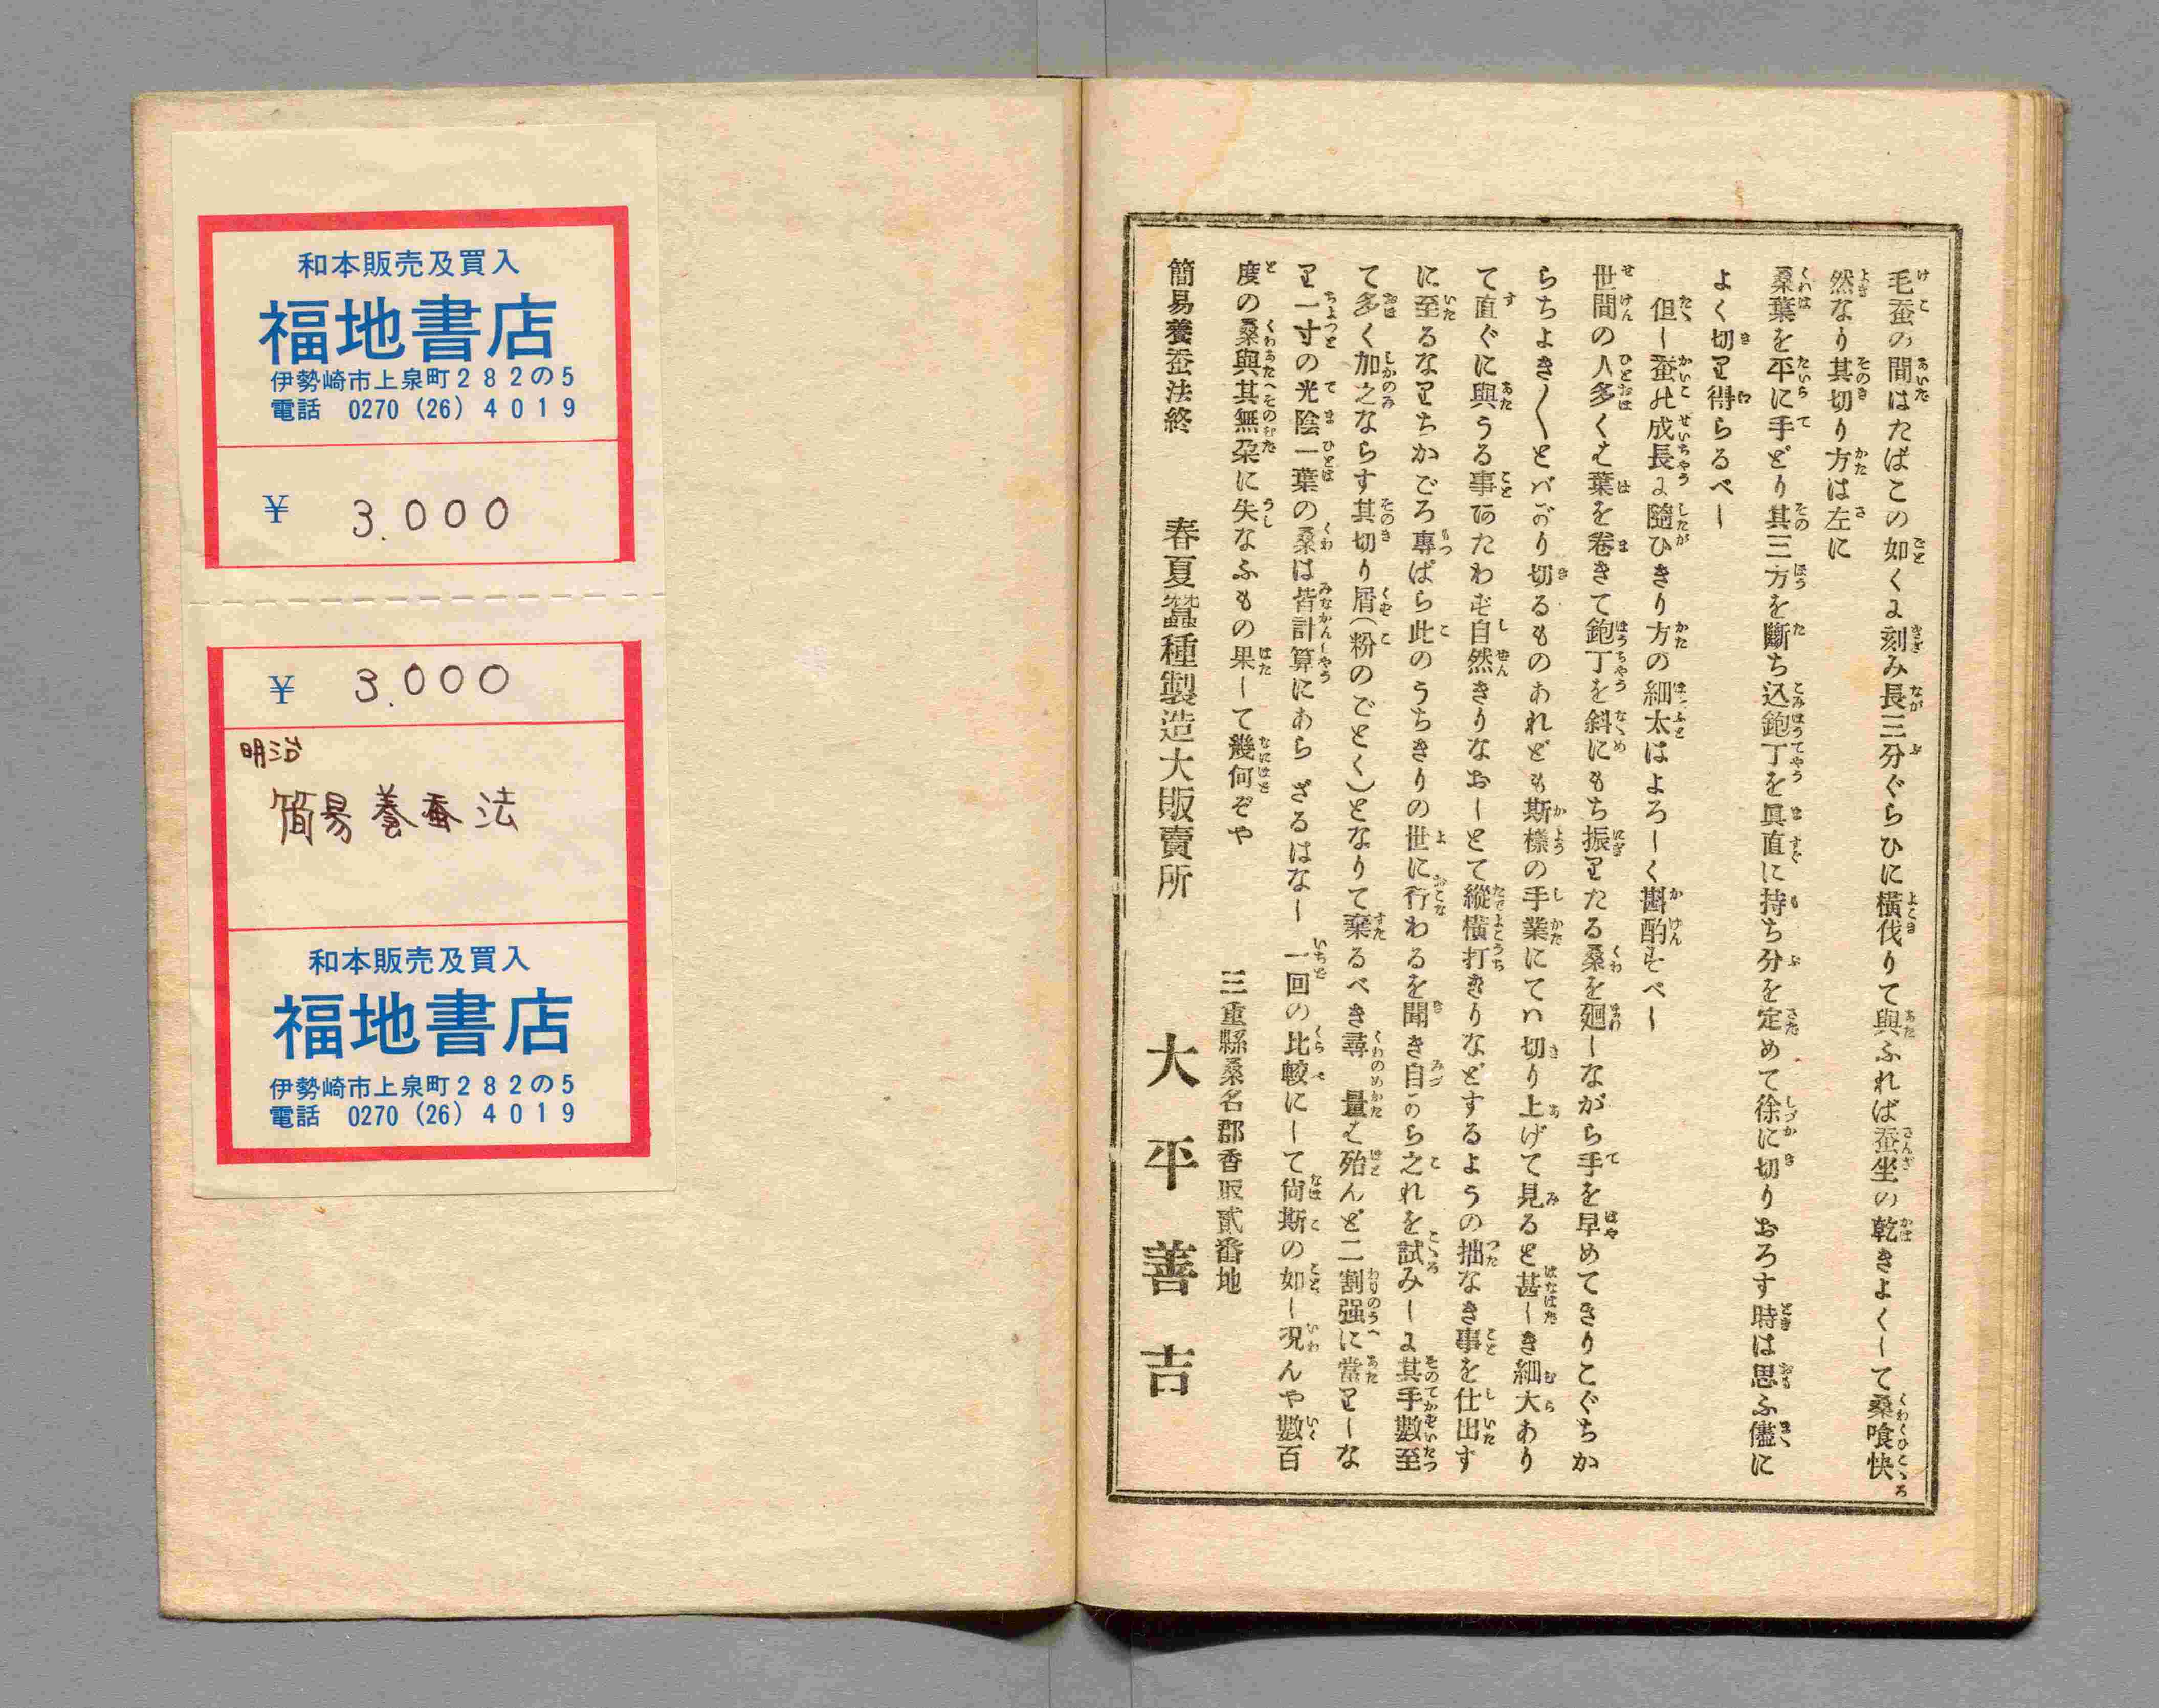 毛蚕の間はたばこの如くに刻み長三分ぐらひに横伐りて與ふれば蚕坐の乾きよくして桑喰快
然なり其切り方は左に
桑葉を平に手どり其三方を斷ち込鉋丁を眞直に持ち分を定めて徐に切りおろす時は思ふ儘に
よく切り得らるべし
但し蚕此成長に隨ひきり方の細太はよろしく斟酌すべし
世間の人多くは葉を卷きて鉋丁を斜にもち振りたる桑を廻しながら手を早めてきりこぐちか
らちよき〱とばかり切るものあれども斯樣の手業にてハ切り上げて見ると甚しき細大あり
て直ぐに與うる事あたわず自然きりなおしとて縱横打きりなどするようの拙なき事を仕出す
に至るなりちかごろ專ぱら此のうちきりの世に行わるを聞き自から之れを試みしに其手數至
て多く加之ならす其切り屑(粉のごとく)となりて棄るべき尋量は殆んど二割强に當りしな
り一寸の光陰一葉の桑は皆計算にあらざるはなし一回の比較にして尙斯の如し况んや數百
度の桑與其無朶に失なふもの果して幾何ぞや
三重縣桑名郡香取貳番地
簡易養蚕法終 春夏蠶種製造大販賣所 大平善吉
和本販売及買入
福地書店
伊勢崎市上泉町282の5
電話 0270(26)4019
¥ 3.000
¥ 3.000
明治
簡易養蚕法
和本販売及買入
福地書店
伊勢崎市上泉町282の5
電話 0270(26)4019